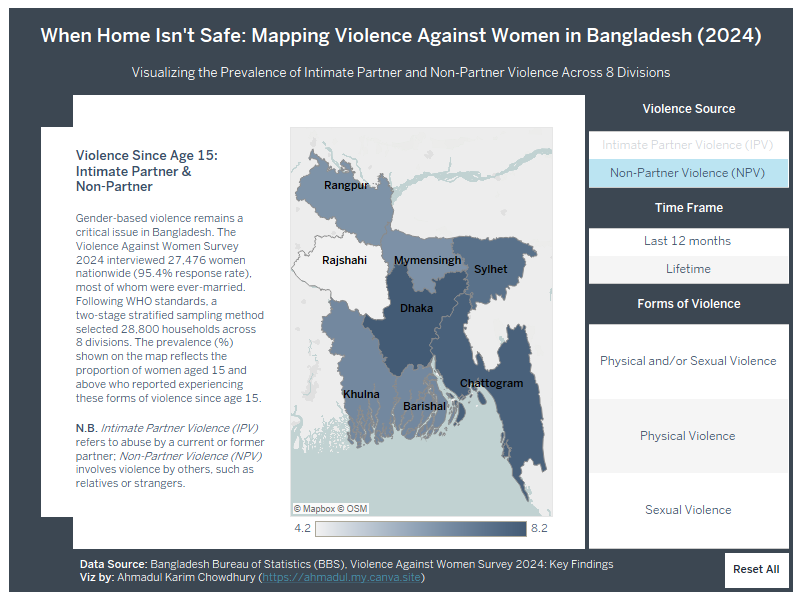 When Home Isn't Safe: Mapping Violence Against Women in Bangladesh (2024)
Visualizing the Prevalence of Intimate Partner and Non-Partner Violence Across 8 Divisions
Violence Since Age 15:
Intimate Partner &
Non-Partner
Gender-based violence remains a
critical issue in Bangladesh. The
Violence Against Women Survey
2024 interviewed 27,476 women
nationwide (95.4% response rate),
most of whom were ever-married.
Following WHO standards, a
two-stage stratified sampling method
selected 28,800 households across
8 divisions. The prevalence (%)
shown on the map reflects the
proportion of women aged 15 and
above who reported experiencing
these forms of violence since age 15.
N.B. Intimate Partner Violence (IPV)
refers to abuse by a current or former
partner; Non-Partner Violence (NPV)
involves violence by others, such as
relatives or strangers.
Rangpur
Rajshahi
Mymensingh
Sylhet
Dhaka
Chattogram
Khulna
Barishal
© Mapbox © OSM
4.2
8.2
Violence Source
Intimate Partner Violence (IPV)
Non-Partner Violence (NPV)
Time Frame
Last 12 months
Lifetime
Forms of Violence
Physical and/or Sexual Violence
Physical Violence
Sexual Violence
Data Source: Bangladesh Bureau of Statistics (BBS), Violence Against Women Survey 2024: Key Findings
Viz by: Ahmadul Karim Chowdhury (https://ahmadul.my.canva.site)
Reset All